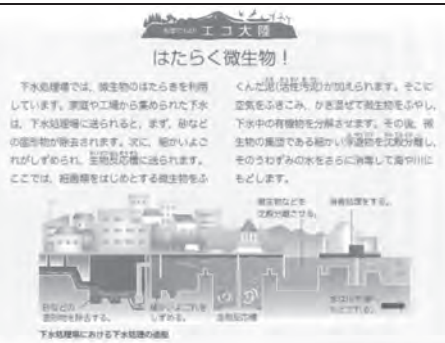 エコ大陸
はたらく微生物！
下水処理場では、微生物のはたらきを利用
しています。家庭や工場から集められた下水
は、下水処理場に送られると、まず、砂など
の固形物が除去されます。次に、細かいよご
れがしずめられ、生物反応槽に送られます。
ここでは、細菌類をはじめとする微生物をふ
くんだ泥(活性汚泥)が加えられます。そこに
空気をふきこみ、かき混ぜて微生物をふやし、
下水中の有機物を分解させます。その後、微
生物の集団である細かい浮遊物を沈殿分離し、
そのうわずみの水をさらに消毒して海や川に
もどします。
微生物などを
沈殿分離させる。
消毒処理をする。
砂などの
固形物を除去する。
細かいよごれを
しずめる。
生物反応槽
下水処理場における下水処理の過程